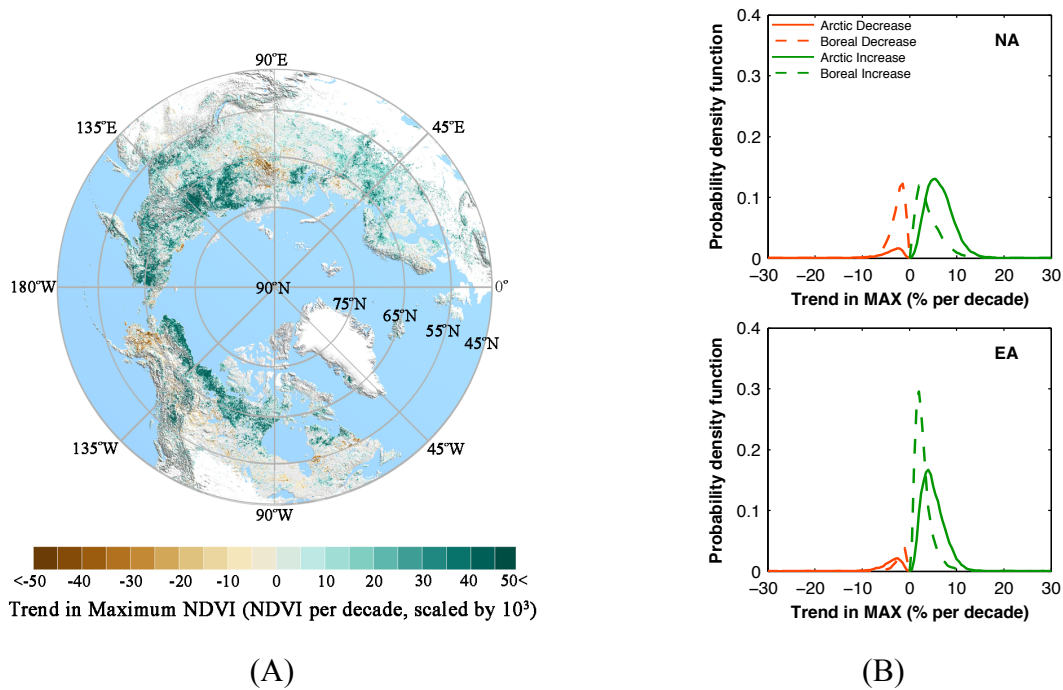 90°E
135°E
45°E
180°W
90°N
0°
75°N
65°N
55°N
45°N
135°W
45°W
90°W
<-50 -40 -30 -20 -10 0 10 20 30 40 50<
Trend in Maximum NDVI (NDVI per decade, scaled by 10³)
(A)
0.4
0.3
0.2
0.1
0
Probability density function
Arctic Decrease
Boreal Decrease
Arctic Increase
Boreal Increase
NA
−30 −20 −10 0 10 20 30
Trend in MAX (% per decade)
0.4
0.3
0.2
0.1
0
Probability density function
EA
−30 −20 −10 0 10 20 30
Trend in MAX (% per decade)
(B)